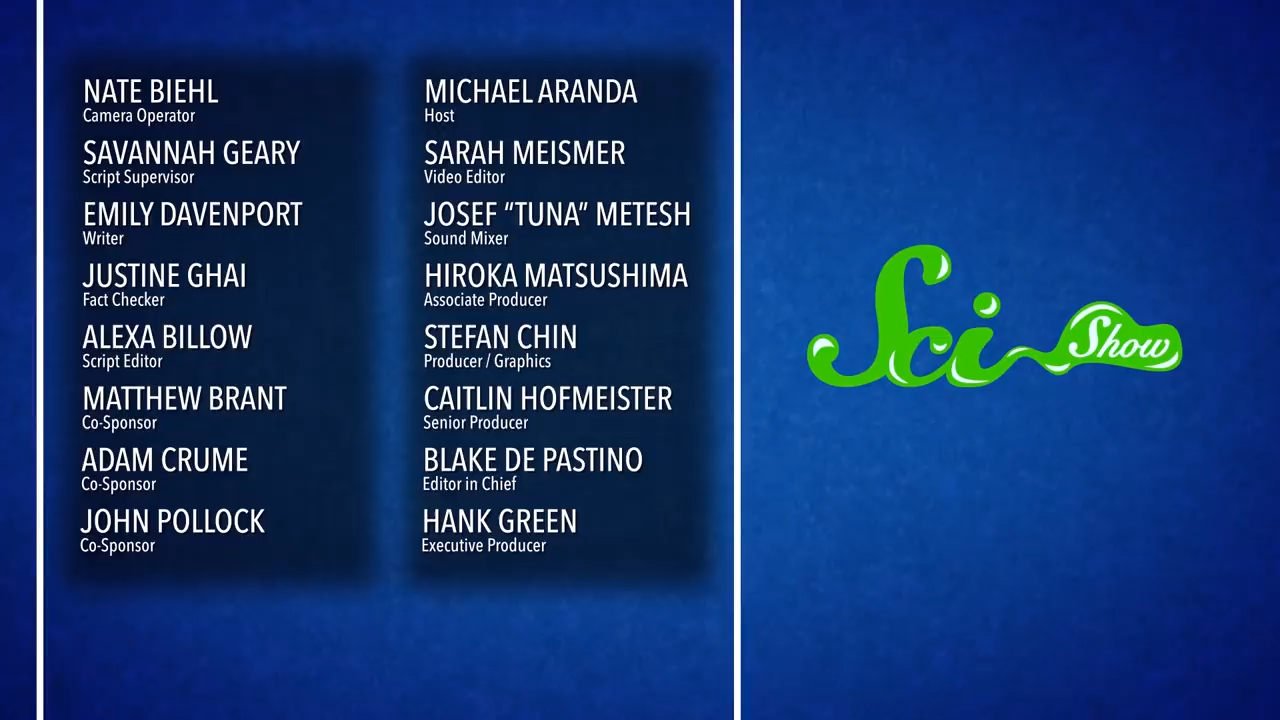 NATE BIEHL
Camera Operator
SAVANNAH GEARY
Script Supervisor
EMILY DAVENPORT
Writer
JUSTINE GHAI
Fact Checker
ALEXA BILLOW
Script Editor
MATTHEW BRANT
Co-Sponsor
ADAM CRUME
Co-Sponsor
JOHN POLLOCK
Co-Sponsor
MICHAEL ARANDA
Host
SARAH MEISMER
Video Editor
JOSEF “TUNA” METESH
Sound Mixer
HIROKA MATSUSHIMA
Associate Producer
STEFAN CHIN
Producer / Graphics
CAITLIN HOFMEISTER
Senior Producer
BLAKE DE PASTINO
Editor in Chief
HANK GREEN
Executive Producer
Sci Show